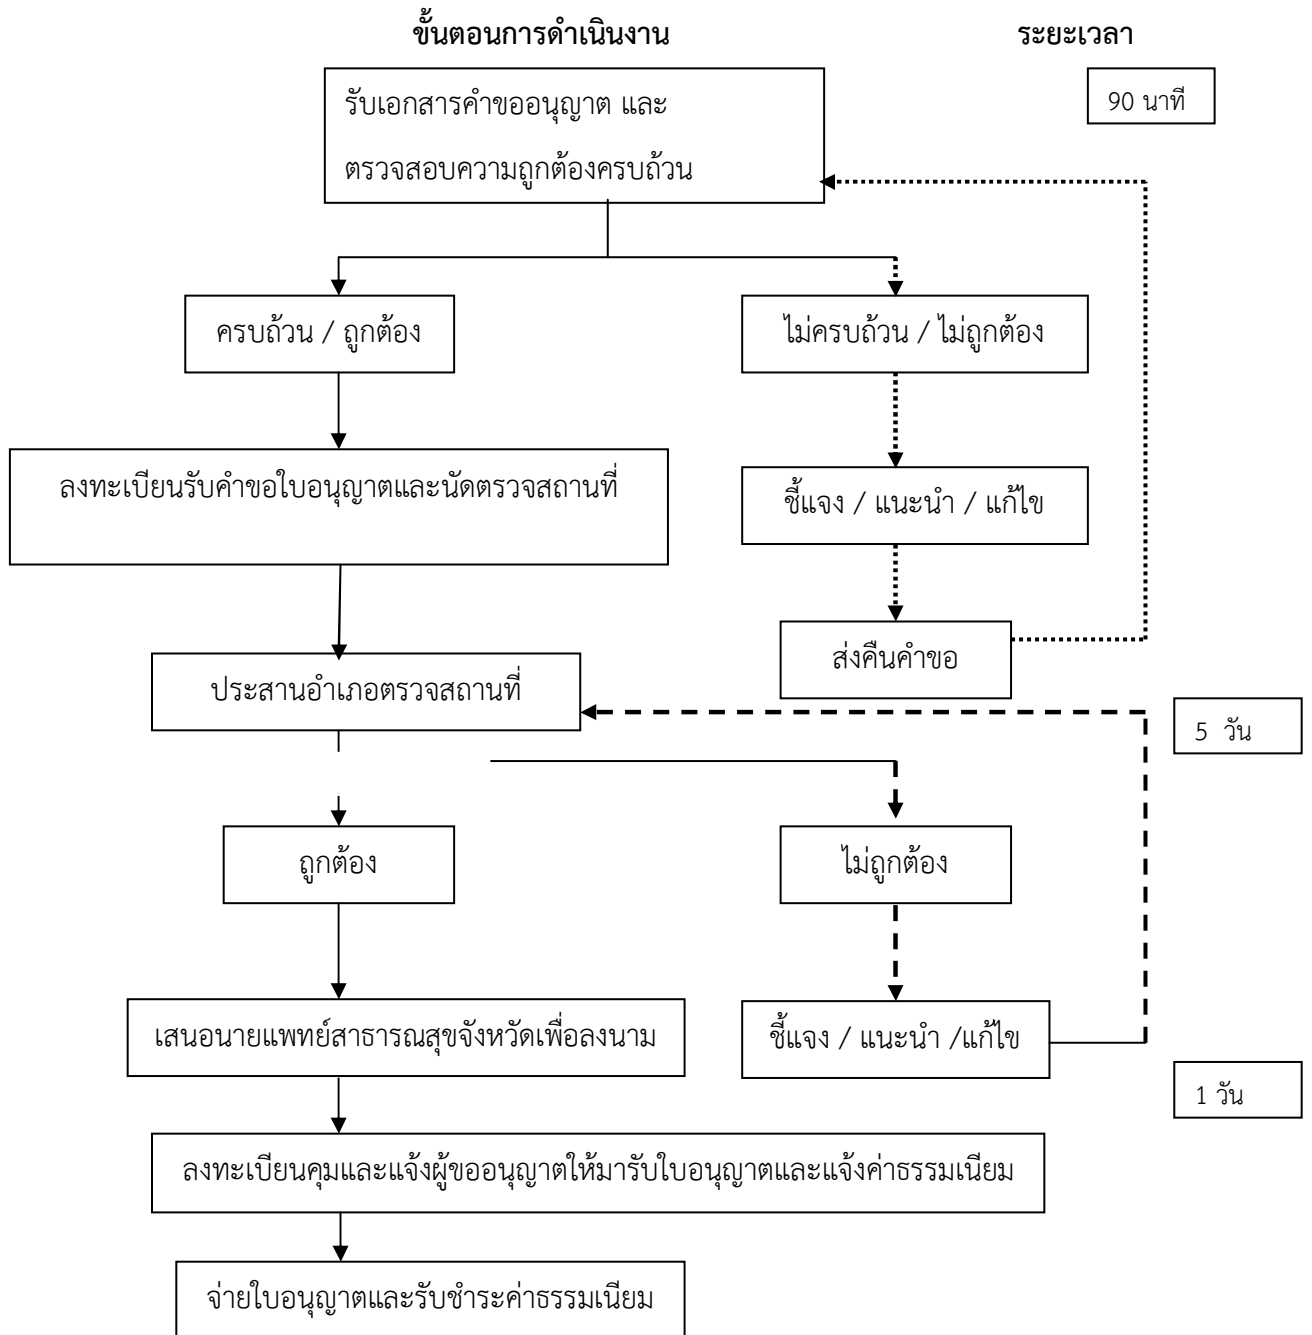 ขั้นตอนการดำเนินงาน
ระยะเวลา
รับเอกสารคำขออนุญาต และ
ตรวจสอบความถูกต้องครบถ้วน
90 นาที
ครบถ้วน / ถูกต้อง
ไม่ครบถ้วน / ไม่ถูกต้อง
ลงทะเบียนรับคำขอใบอนุญาตและนัดตรวจสถานที่
ชี้แจง / แนะนำ / แก้ไข
ส่งคืนคำขอ
ประสานอำเภอตรวจสถานที่
5 วัน
ถูกต้อง
ไม่ถูกต้อง
เสนอนายแพทย์สาธารณสุขจังหวัดเพื่อลงนาม
ชี้แจง / แนะนำ /แก้ไข
1 วัน
ลงทะเบียนคุมและแจ้งผู้ขออนุญาตให้มารับใบอนุญาตและแจ้งค่าธรรมเนียม
จ่ายใบอนุญาตและรับชำระค่าธรรมเนียม